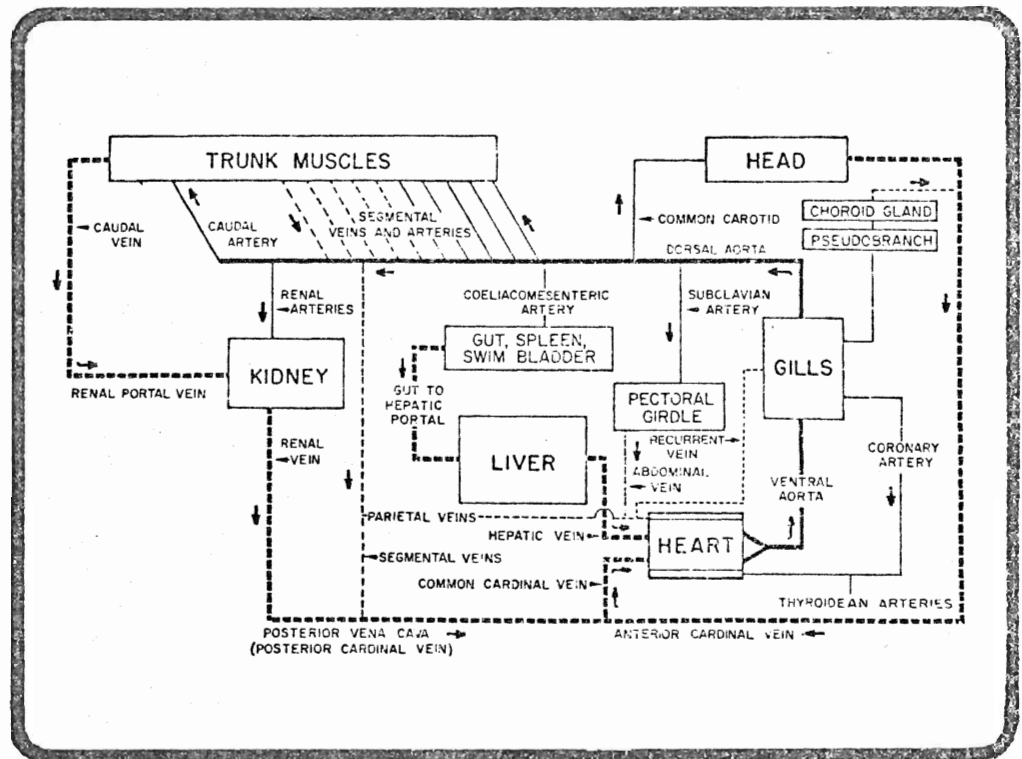 TRUNK MUSCLES
HEAD
CAUDAL
VEIN
CAUDAL
ARTERY
SEGMENTAL
VEINS AND ARTERIES
COMMON CAROTID
CHOROID GLAND
PSEUDOBRANCH
DORSAL AORTA
RENAL
ARTERIES
COELIACOMESENTERIC
ARTERY
SUBCLAVIAN
ARTERY
GUT, SPLEEN,
SWIM BLADDER
KIDNEY
GILLS
RENAL PORTAL VEIN
GUT TO
HEPATIC
PORTAL
PECTORAL
GIRDLE
RENAL
VEIN
LIVER
RECURRENT
VEIN
ABDOMINAL
VEIN
CORONARY
ARTERY
VENTRAL
AORTA
PARIETAL VEINS
HEPATIC VEIN
HEART
SEGMENTAL VEINS
COMMON CARDINAL VEIN
THYROIDEAN ARTERIES
POSTERIOR VENA CAVA
(POSTERIOR CARDINAL VEIN)
ANTERIOR CARDINAL VEIN